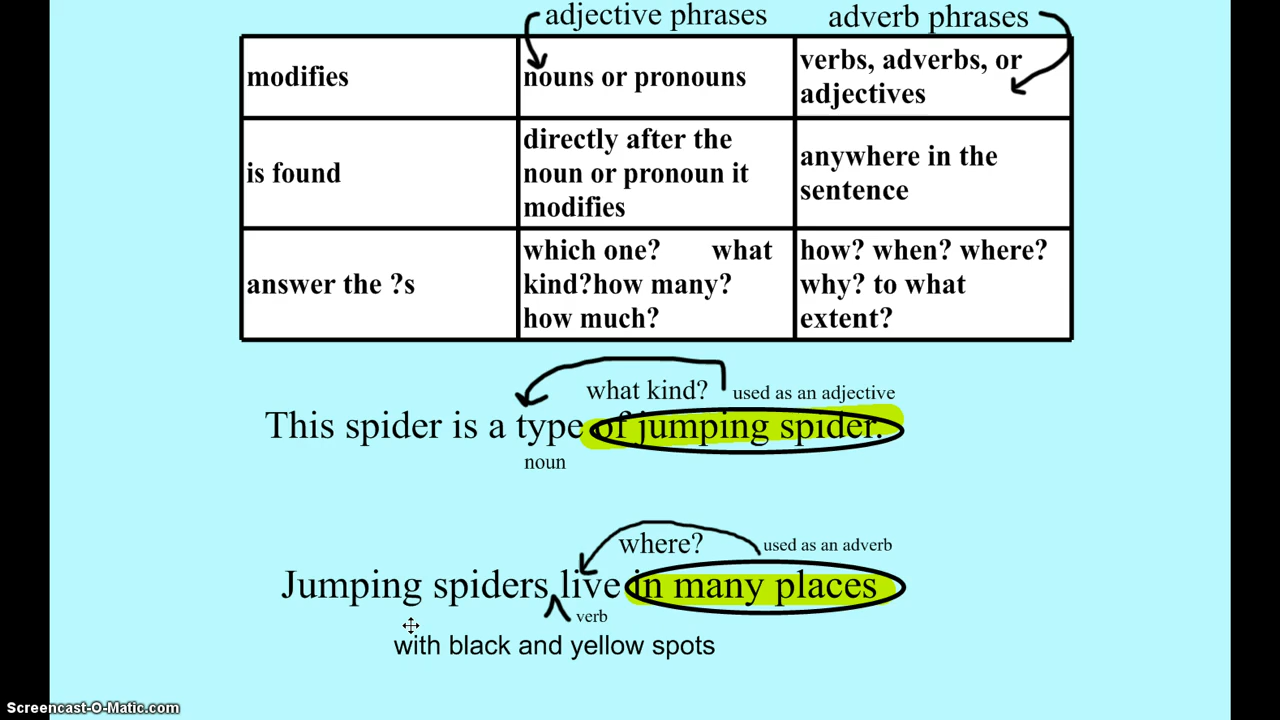 adjective phrases adverb phrases
modifies
nouns or pronouns
verbs, adverbs, or
adjectives
is found
directly after the
noun or pronoun it
modifies
anywhere in the
sentence
answer the ?s
which one? what
kind?how many?
how much?
how? when? where?
why? to what
extent?
what kind? used as an adjective
This spider is a type of jumping spider.
noun
where? used as an adverb
Jumping spiders live in many places
verb
with black and yellow spots
Screencast-O-Matic.com